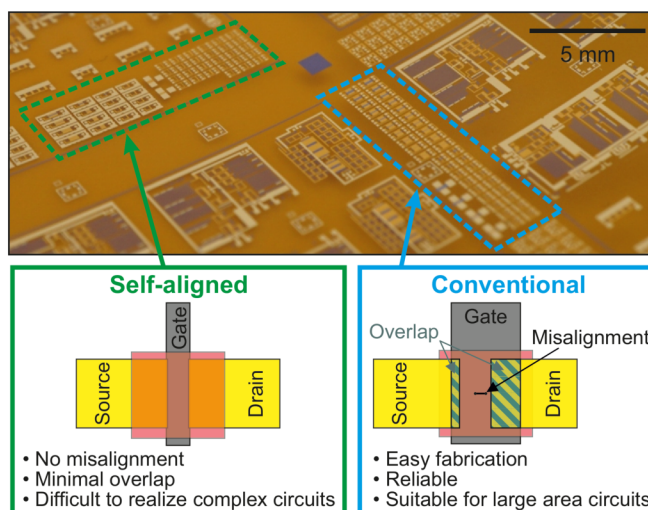 5 mm
Self-aligned
Gate
Source
Drain
• No misalignment
• Minimal overlap
• Difficult to realize complex circuits
Conventional
Gate
Overlap
Misalignment
Source
Drain
• Easy fabrication
• Reliable
• Suitable for large area circuits